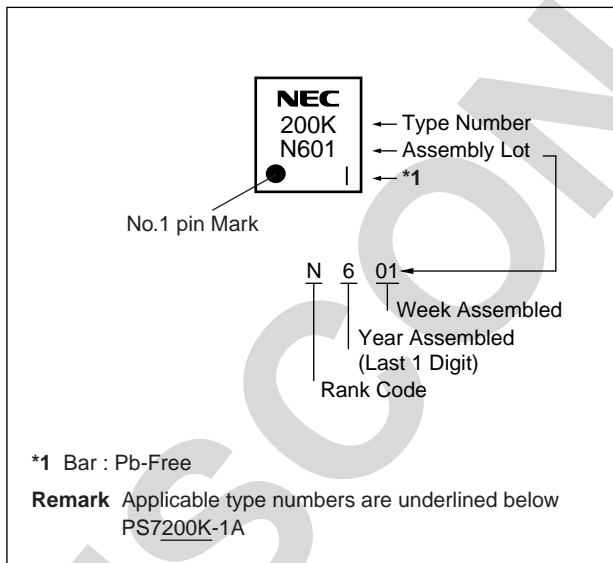 NEC
200K
N601
Type Number
Assembly Lot
*1
No.1 pin Mark
N 6 01
Week Assembled
Year Assembled
(Last 1 Digit)
Rank Code
*1 Bar : Pb-Free
Remark Applicable type numbers are underlined below
PS7200K-1A